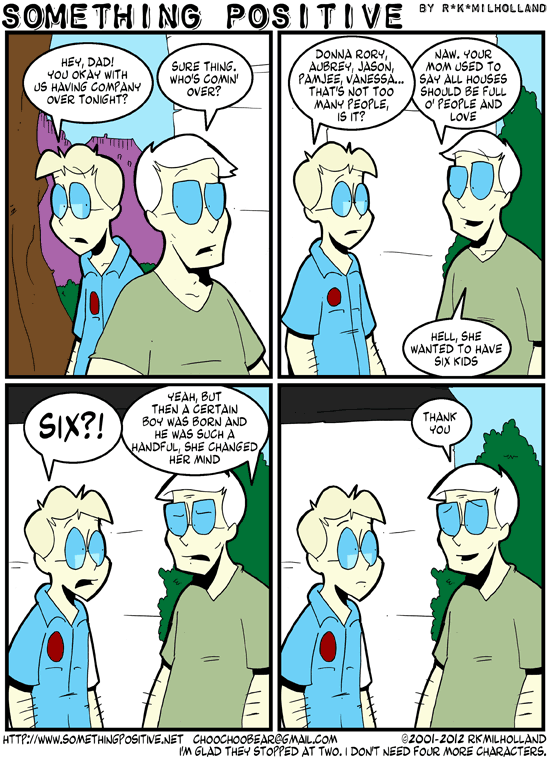 SOMETHING POSITIVE BY R*K*MILHOLLAND
HEY, DAD!
YOU OKAY WITH
US HAVING COMPANY
OVER TONIGHT?
SURE THING.
WHO'S COMIN'
OVER?
DONNA RORY,
AUBREY, JASON,
PAMJEE, VANESSA...
THAT'S NOT TOO
MANY PEOPLE,
IS IT?
NAW. YOUR
MOM USED TO
SAY ALL HOUSES
SHOULD BE FULL
O' PEOPLE AND
LOVE
HELL, SHE
WANTED TO HAVE
SIX KIDS
SIX?!
YEAH, BUT
THEN A CERTAIN
BOY WAS BORN AND
HE WAS SUCH A
HANDFUL, SHE CHANGED
HER MIND
THANK
YOU
HTTP://WWW.SOMETHINGPOSITIVE.NET CHOOCHOOBEAR@GMAIL.COM ©2001-2012 RKMILHOLLAND
I'M GLAD THEY STOPPED AT TWO. I DON'T NEED FOUR MORE CHARACTERS.